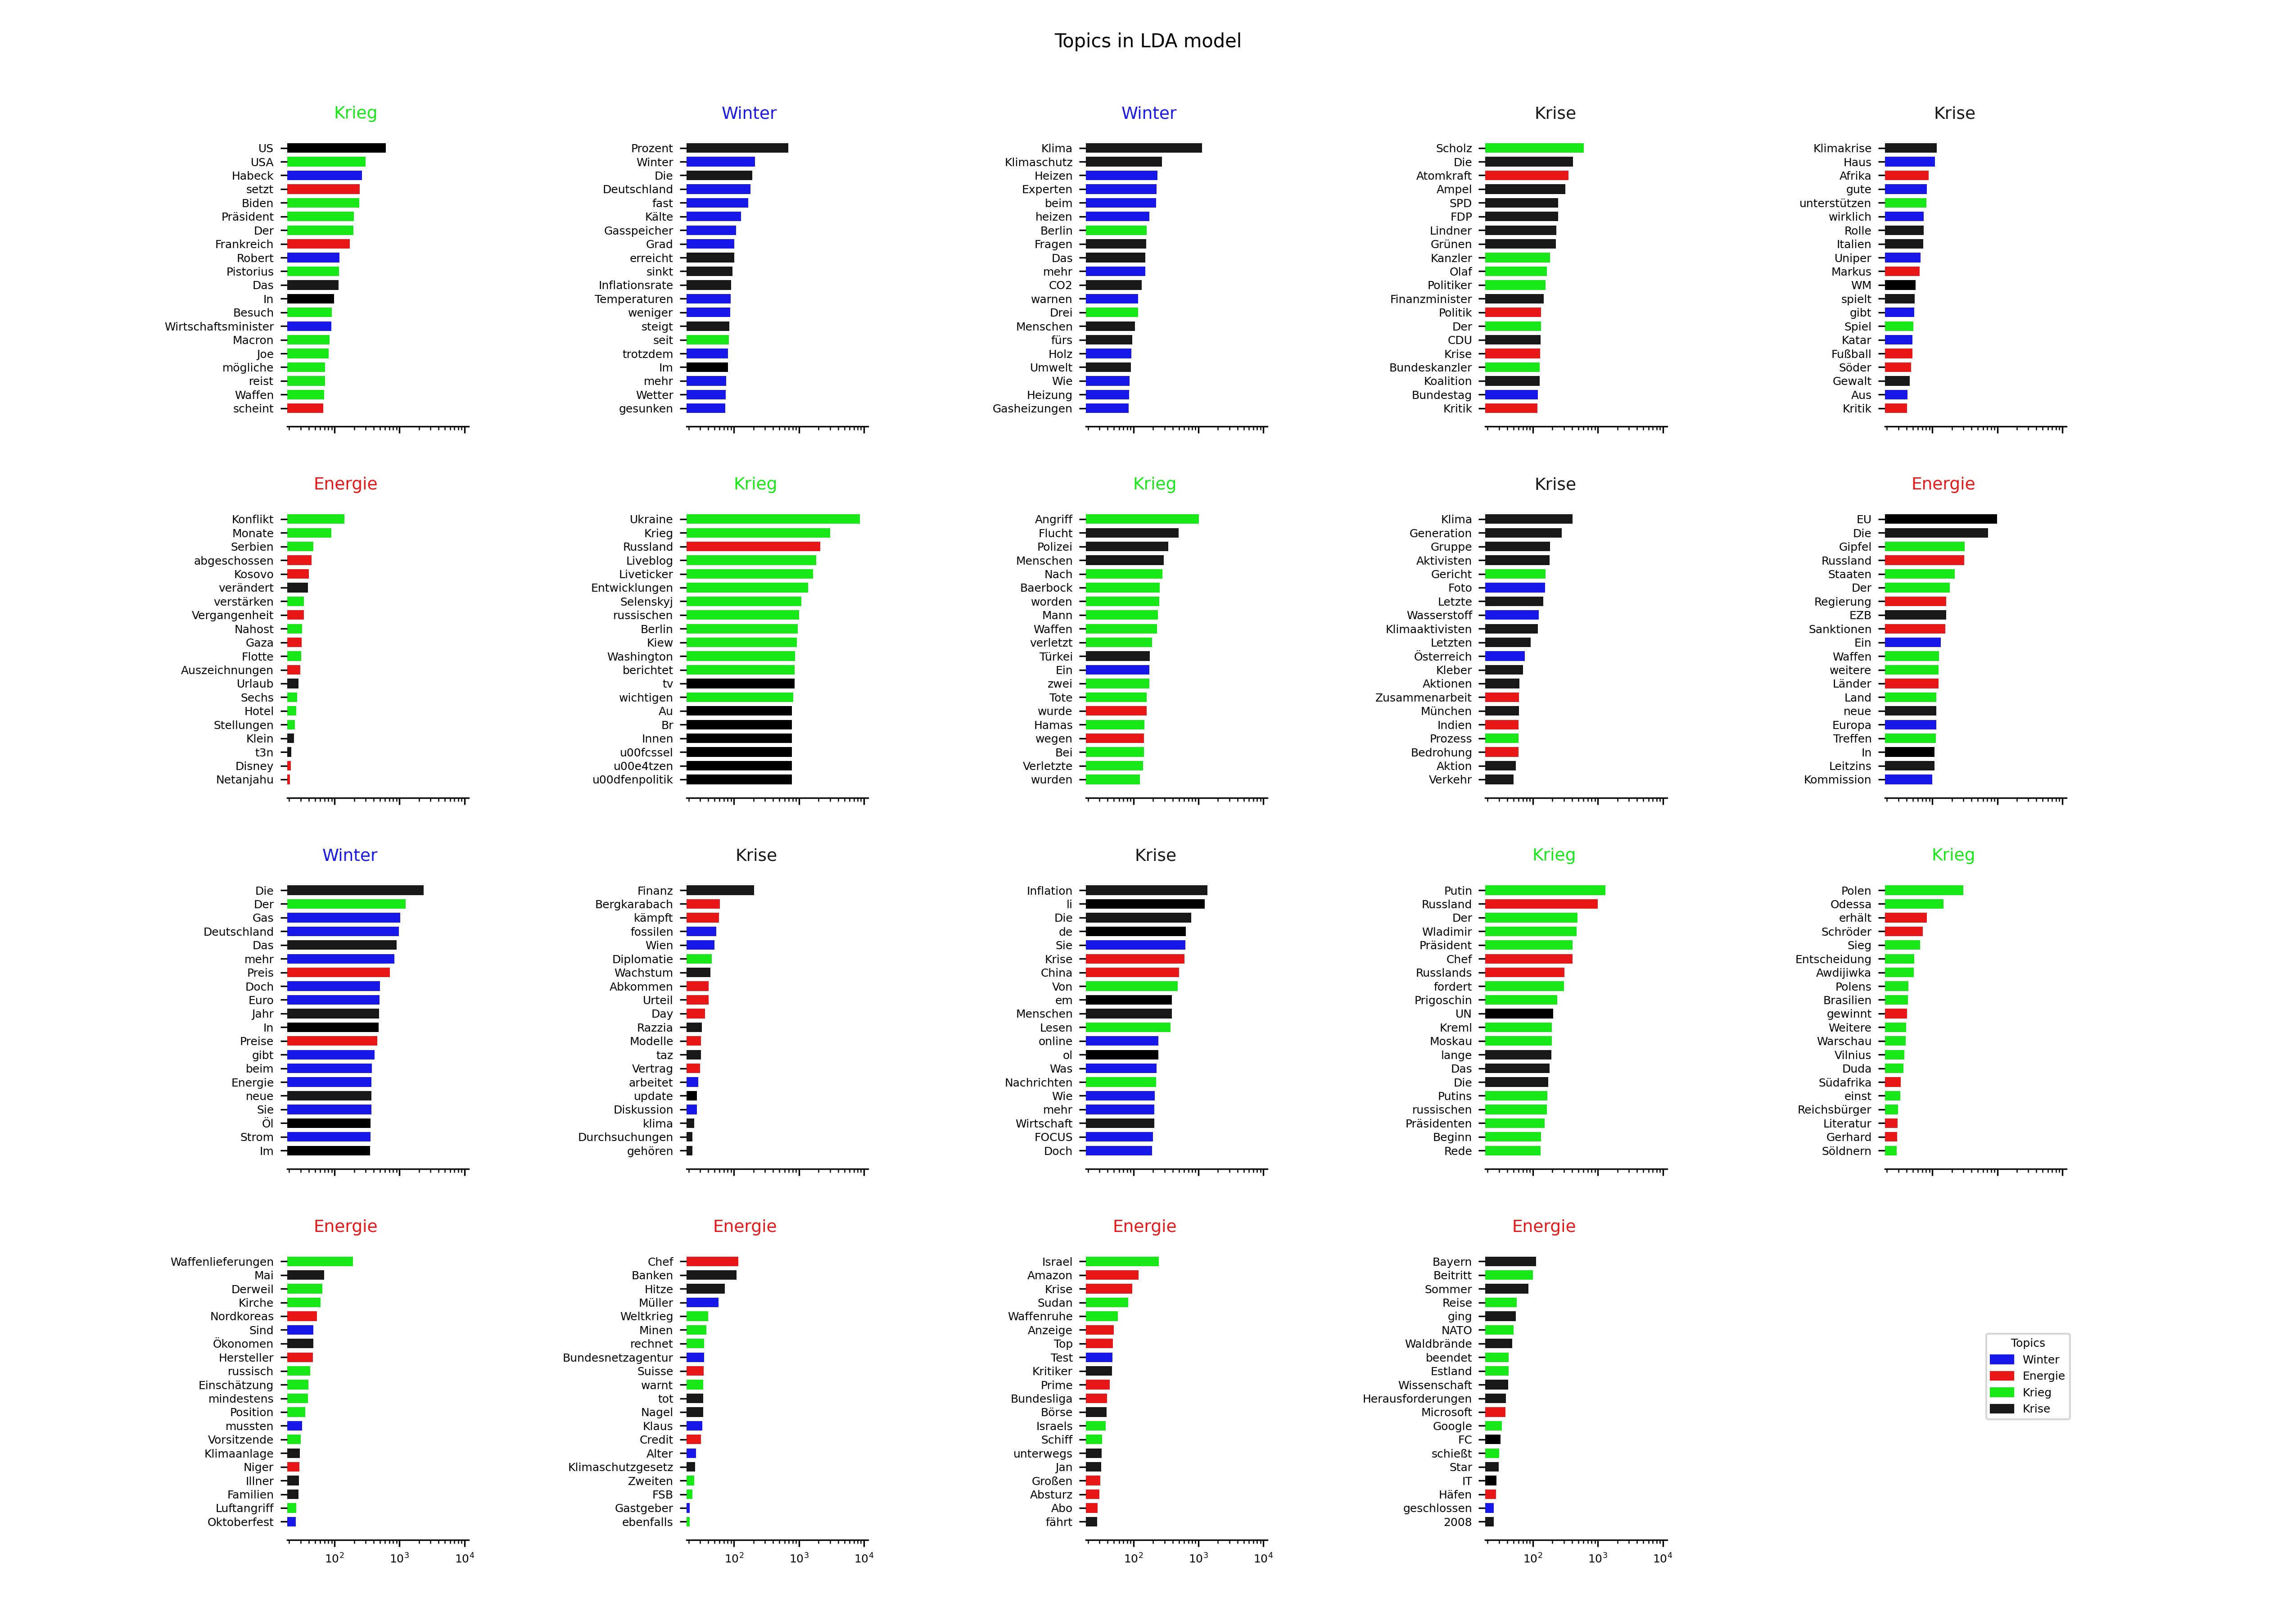 Topics in LDA model
Krieg
US
USA
Habeck
setzt
Biden
Präsident
Der
Frankreich
Robert
Pistorius
Das
In
Besuch
Wirtschaftsminister
Macron
Joe
mögliche
reist
Waffen
scheint
Winter
Prozent
Winter
Die
Deutschland
fast
Kälte
Gasspeicher
Grad
erreicht
sinkt
Inflationsrate
Temperaturen
weniger
steigt
seit
trotzdem
Im
mehr
Wetter
gesunken
Winter
Klima
Klimaschutz
Heizen
Experten
beim
heizen
Berlin
Fragen
Das
mehr
CO2
warnen
Drei
Menschen
fürs
Holz
Umwelt
Wie
Heizung
Gasheizungen
Krise
Scholz
Die
Atomkraft
Ampel
SPD
FDP
Lindner
Grünen
Kanzler
Olaf
Politiker
Finanzminister
Politik
Der
CDU
Krise
Bundeskanzler
Koalition
Bundestag
Kritik
Krise
Klimakrise
Haus
Afrika
gute
unterstützen
wirklich
Rolle
Italien
Uniper
Markus
WM
spielt
gibt
Spiel
Katar
Fußball
Söder
Gewalt
Aus
Kritik
Energie
Konflikt
Monate
Serbien
abgeschossen
Kosovo
verändert
verstärken
Vergangenheit
Nahost
Gaza
Flotte
Auszeichnungen
Urlaub
Sechs
Hotel
Stellungen
Klein
t3n
Disney
Netanjahu
Krieg
Ukraine
Krieg
Russland
Liveblog
Liveticker
Entwicklungen
Selenskyj
russischen
Berlin
Kiew
Washington
berichtet
tv
wichtigen
Au
Br
Innen
u00fcssel
u00e4tzen
u00dfenpolitik
Krieg
Angriff
Flucht
Polizei
Menschen
Nach
Baerbock
worden
Mann
Waffen
verletzt
Türkei
Ein
zwei
Tote
wurde
Hamas
wegen
Bei
Verletzte
wurden
Krise
Klima
Generation
Gruppe
Aktivisten
Gericht
Foto
Letzte
Wasserstoff
Klimaaktivisten
Letzten
Österreich
Kleber
Aktionen
Zusammenarbeit
München
Indien
Prozess
Bedrohung
Aktion
Verkehr
Energie
EU
Die
Gipfel
Russland
Staaten
Der
Regierung
EZB
Sanktionen
Ein
Waffen
weitere
Länder
Land
neue
Europa
Treffen
In
Leitzins
Kommission
Winter
Die
Der
Gas
Deutschland
Das
mehr
Preis
Doch
Euro
Jahr
In
Preise
gibt
beim
Energie
neue
Sie
Öl
Strom
Im
Krise
Finanz
Bergkarabach
kämpft
fossilen
Wien
Diplomatie
Wachstum
Abkommen
Urteil
Day
Razzia
Modelle
taz
Vertrag
arbeitet
update
Diskussion
klima
Durchsuchungen
gehören
Krise
Inflation
li
Die
de
Sie
Krise
China
Von
em
Menschen
Lesen
online
ol
Was
Nachrichten
Wie
mehr
Wirtschaft
FOCUS
Doch
Krieg
Putin
Russland
Der
Wladimir
Präsident
Chef
Russlands
fordert
Prigoschin
UN
Kreml
Moskau
lange
Das
Die
Putins
russischen
Präsidenten
Beginn
Rede
Krieg
Polen
Odessa
erhält
Schröder
Sieg
Entscheidung
Awdijiwka
Polens
Brasilien
gewinnt
Weitere
Warschau
Vilnius
Duda
Südafrika
einst
Reichsbürger
Literatur
Gerhard
Söldnern
Energie
Waffenlieferungen
Mai
Derweil
Kirche
Nordkoreas
Sind
Ökonomen
Hersteller
russisch
Einschätzung
mindestens
Position
mussten
Vorsitzende
Klimaanlage
Niger
Illner
Familien
Luftangriff
Oktoberfest
10² 10³ 10⁴
Energie
Chef
Banken
Hitze
Müller
Weltkrieg
Minen
rechnet
Bundesnetzagentur
Suisse
warnt
tot
Nagel
Klaus
Credit
Alter
Klimaschutzgesetz
Zweiten
FSB
Gastgeber
ebenfalls
10² 10³ 10⁴
Energie
Israel
Amazon
Krise
Sudan
Waffenruhe
Anzeige
Top
Test
Kritiker
Prime
Bundesliga
Börse
Israels
Schiff
unterwegs
Jan
Großen
Absturz
Abo
fährt
10² 10³ 10⁴
Energie
Bayern
Beitritt
Sommer
Reise
ging
NATO
Waldbrände
beendet
Estland
Wissenschaft
Herausforderungen
Microsoft
Google
FC
schießt
Star
IT
Häfen
geschlossen
2008
10² 10³ 10⁴
Topics
Winter
Energie
Krieg
Krise